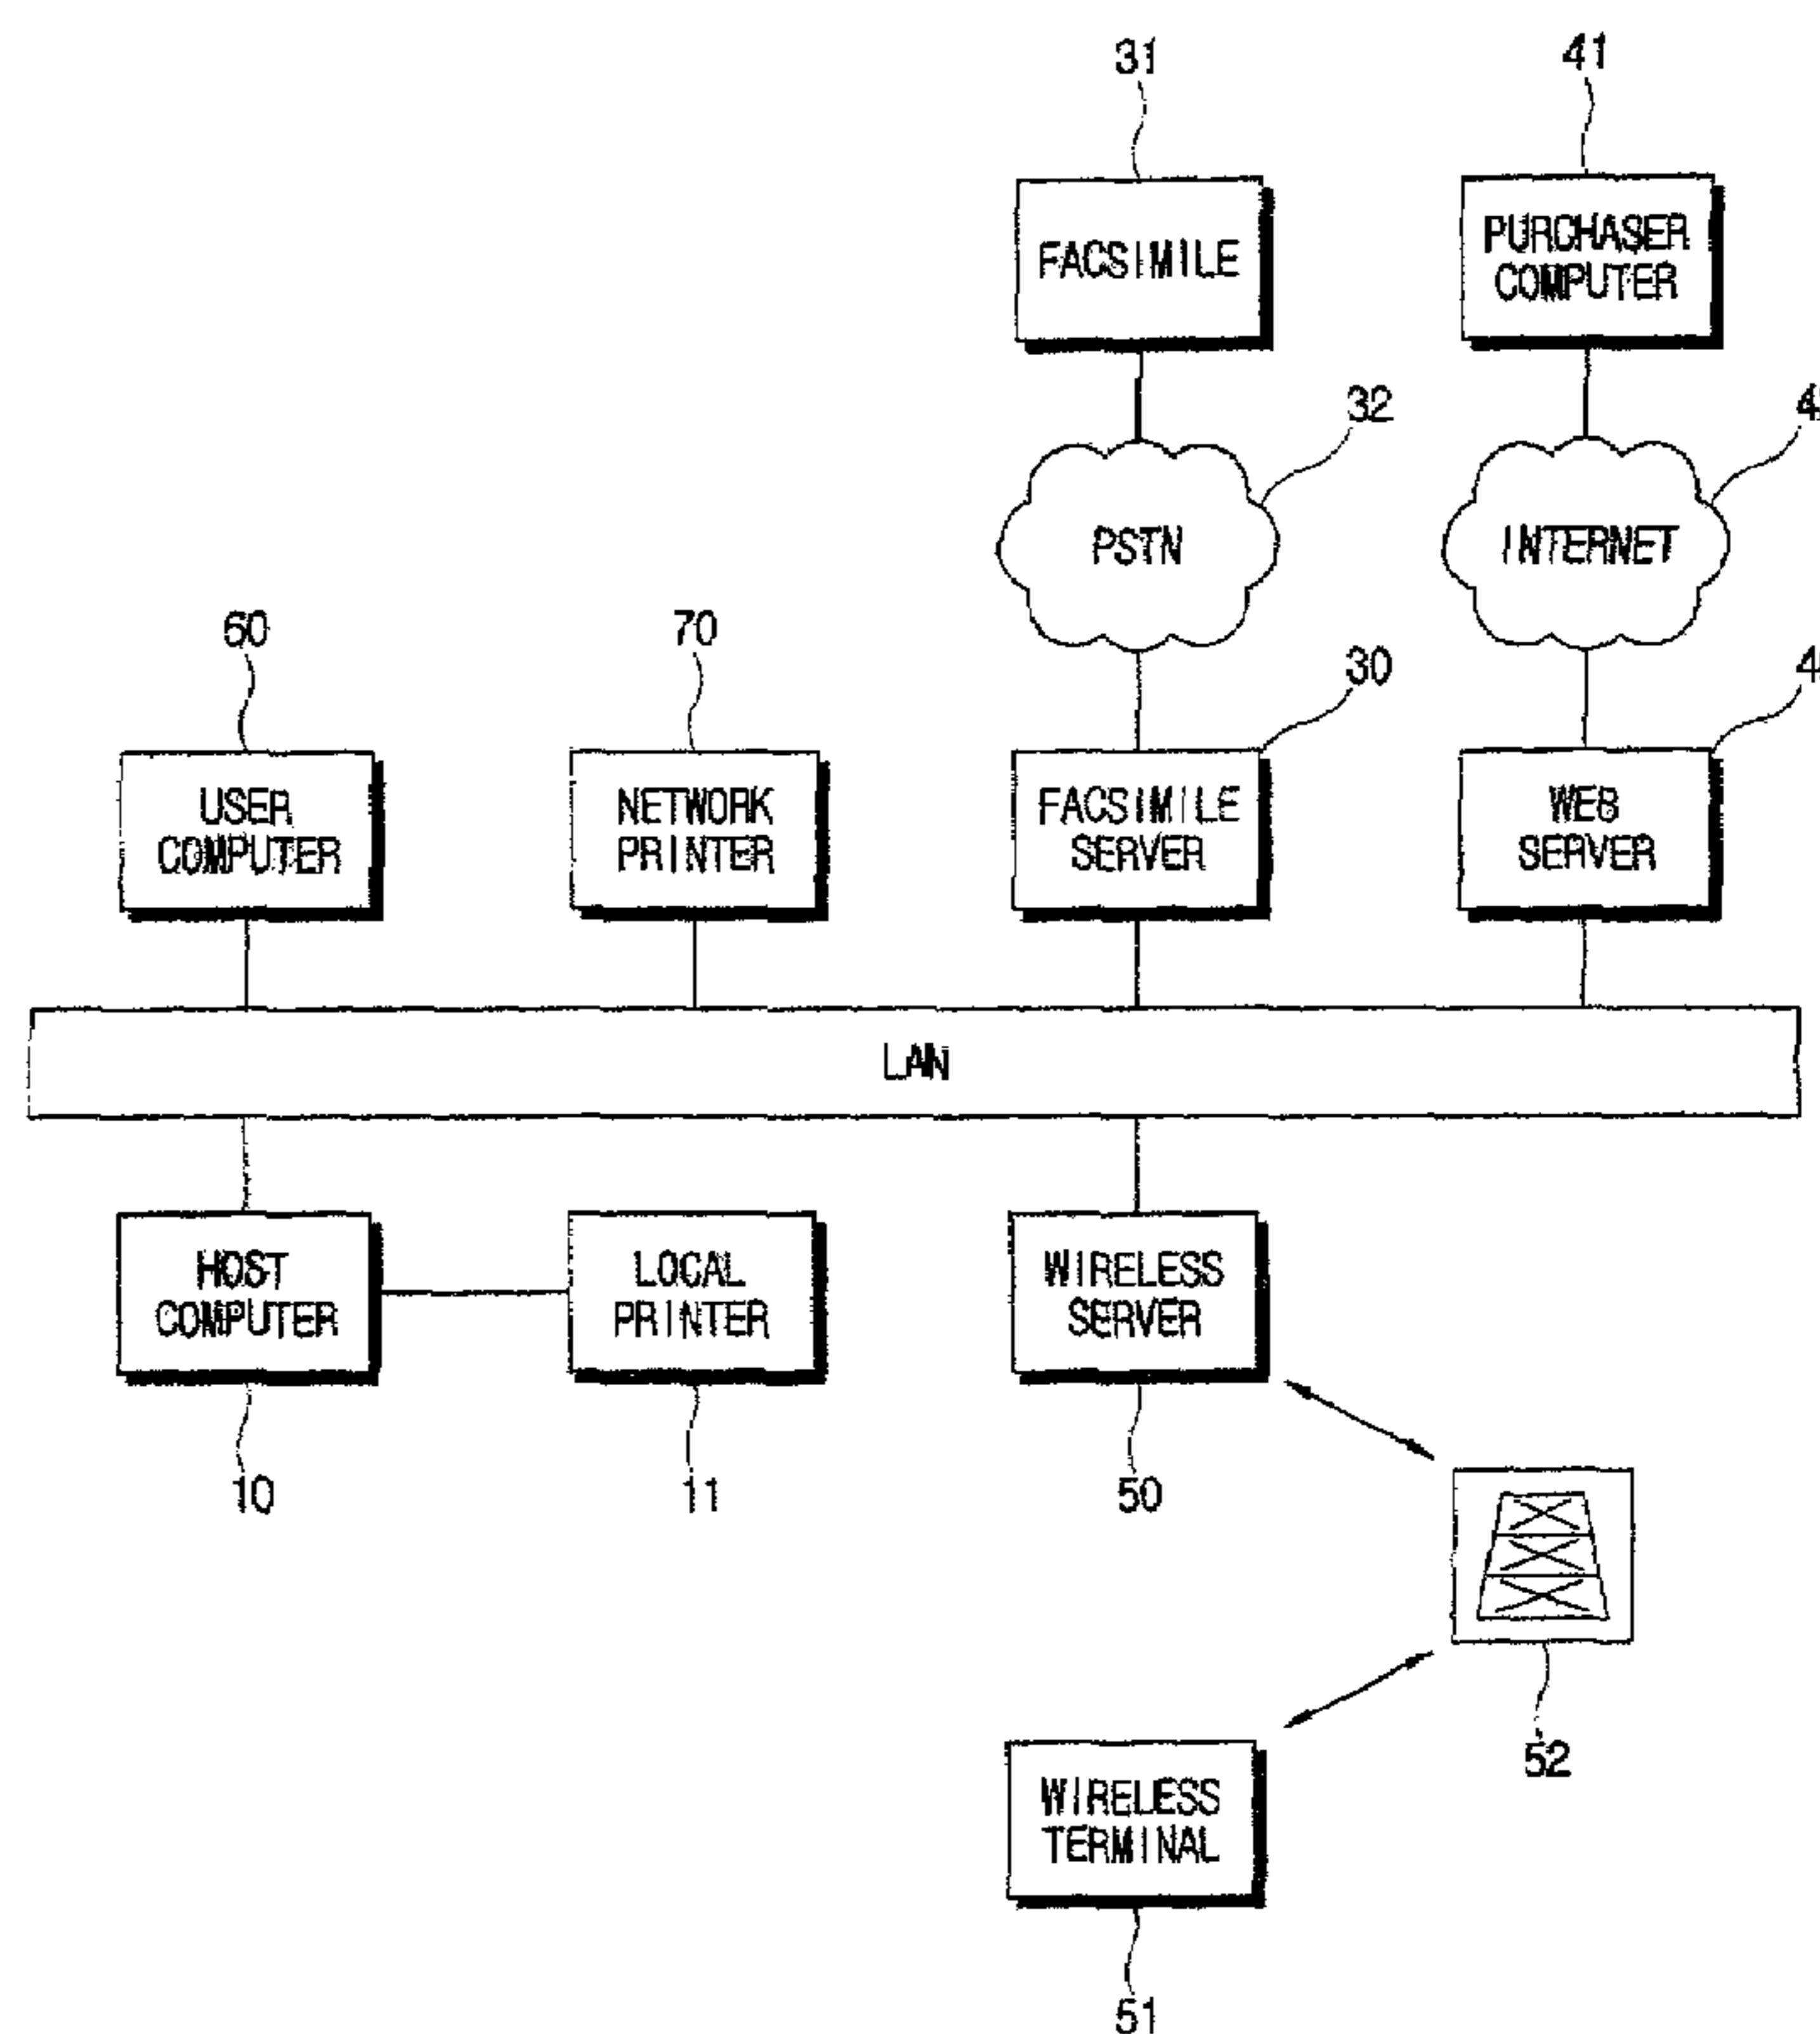 31
41
FACSIMILE
PURCHASER
COMPUTER
32
PSTN
INTERNET
60
70
30
USER
COMPUTER
NETWORK
PRINTER
FACSIMILE
SERVER
WEB
SERVER
LAN
HOST
COMPUTER
LOCAL
PRINTER
WIRELESS
SERVER
10
11
50
52
WIRELESS
TERMINAL
51